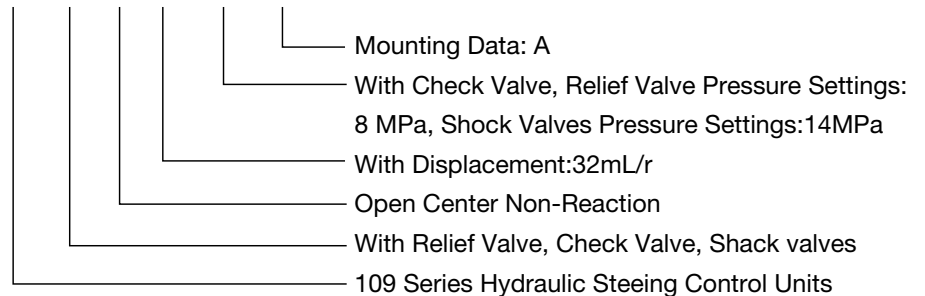 Mounting Data: A
With Check Valve, Relief Valve Pressure Settings:
8 MPa, Shock Valves Pressure Settings:14MPa
With Displacement:32mL/r
Open Center Non-Reaction
With Relief Valve, Check Valve, Shack valves
109 Series Hydraulic Steeing Control Units